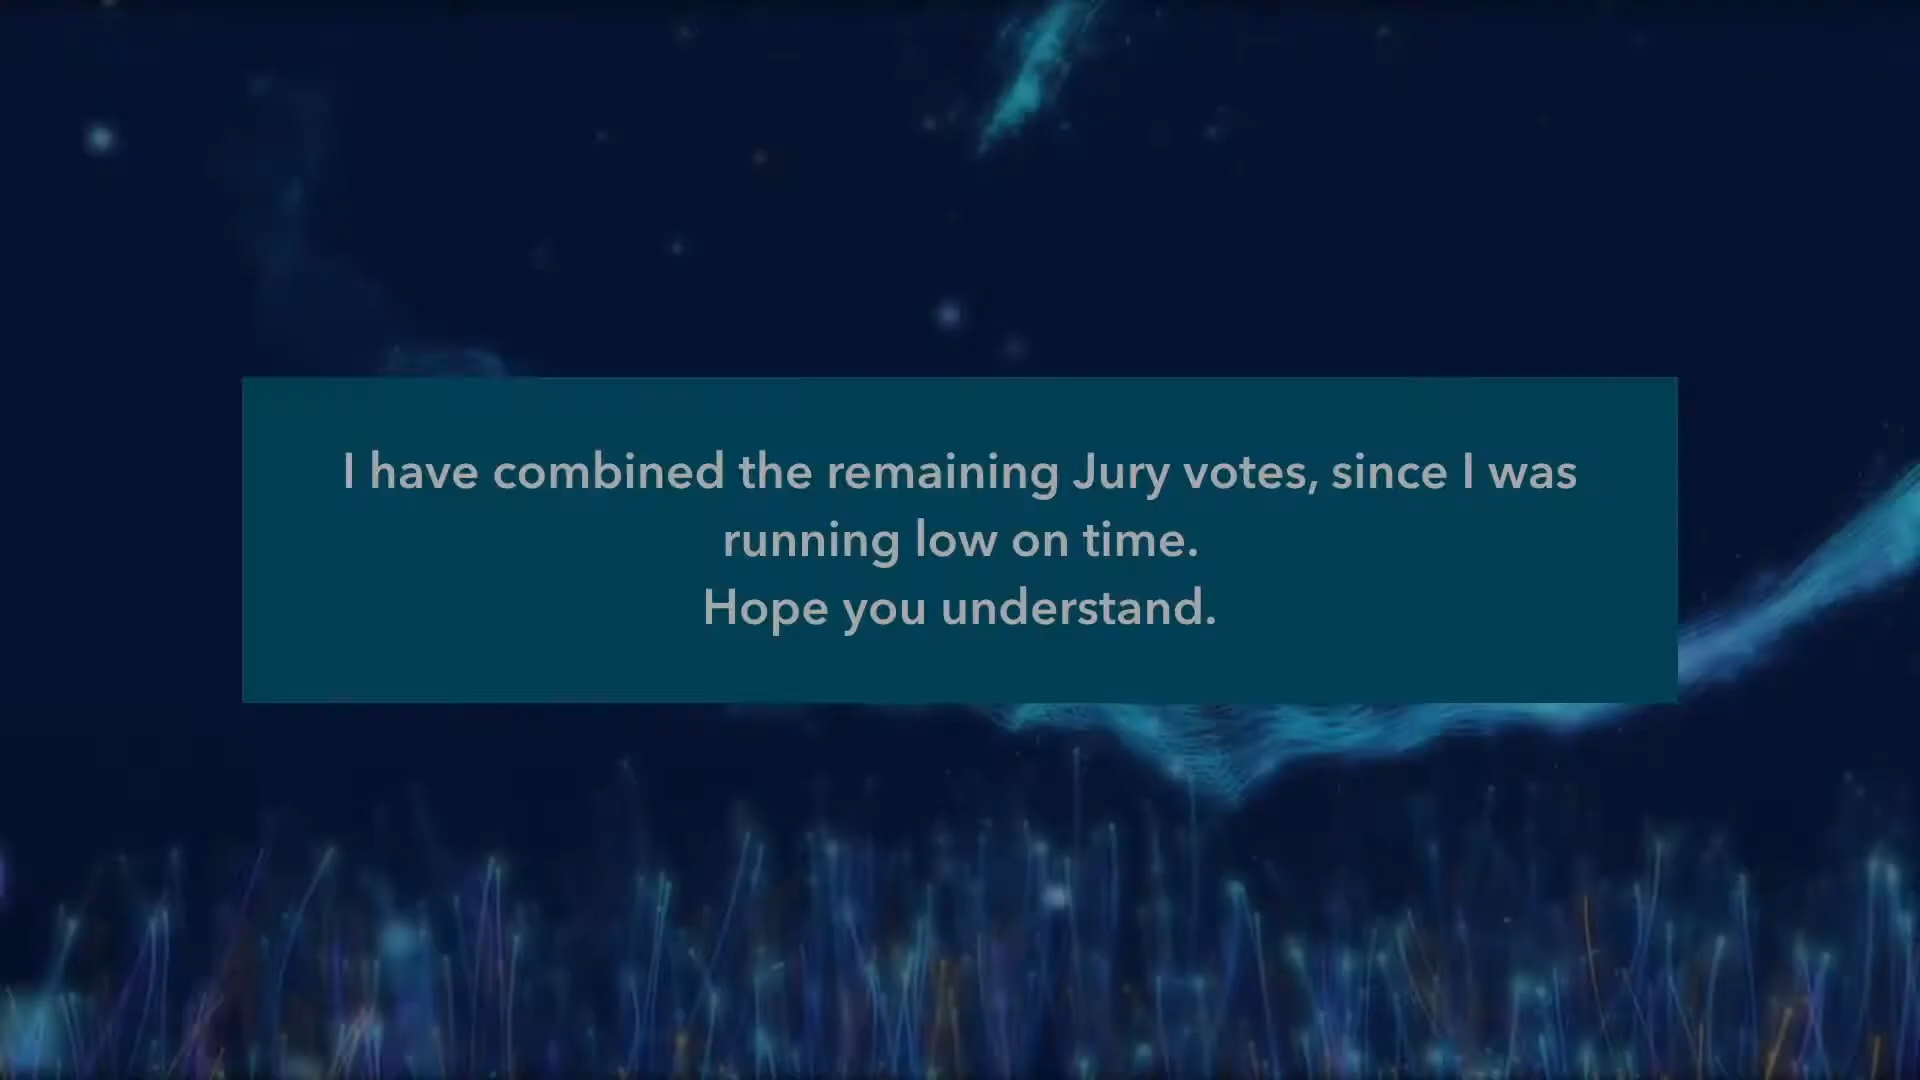 I have combined the remaining Jury votes, since I was
running low on time.
Hope you understand.